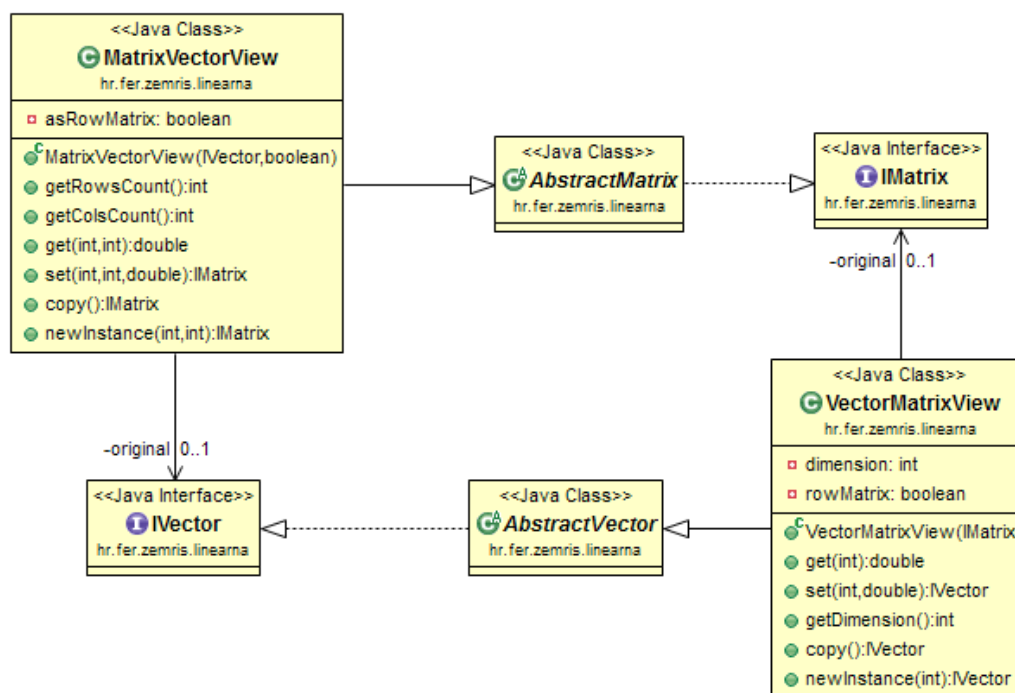 <<Java Class>>
MatrixVectorView
hr.fer.zemris.linearna
asRowMatrix: boolean
MatrixVectorView(IVector,boolean)
getRowsCount():int
getColsCount():int
get(int,int):double
set(int,int,double):IMatrix
copy():IMatrix
newInstance(int,int):IMatrix
<<Java Class>>
AbstractMatrix
hr.fer.zemris.linearna
<<Java Interface>>
IMatrix
hr.fer.zemris.linearna
-original 0..1
-original 0..1
<<Java Interface>>
IVector
hr.fer.zemris.linearna
<<Java Class>>
AbstractVector
hr.fer.zemris.linearna
<<Java Class>>
VectorMatrixView
hr.fer.zemris.linearna
dimension: int
rowMatrix: boolean
VectorMatrixView(IMatrix
get(int):double
set(int,double):IVector
getDimension():int
copy():IVector
newInstance(int):IVector